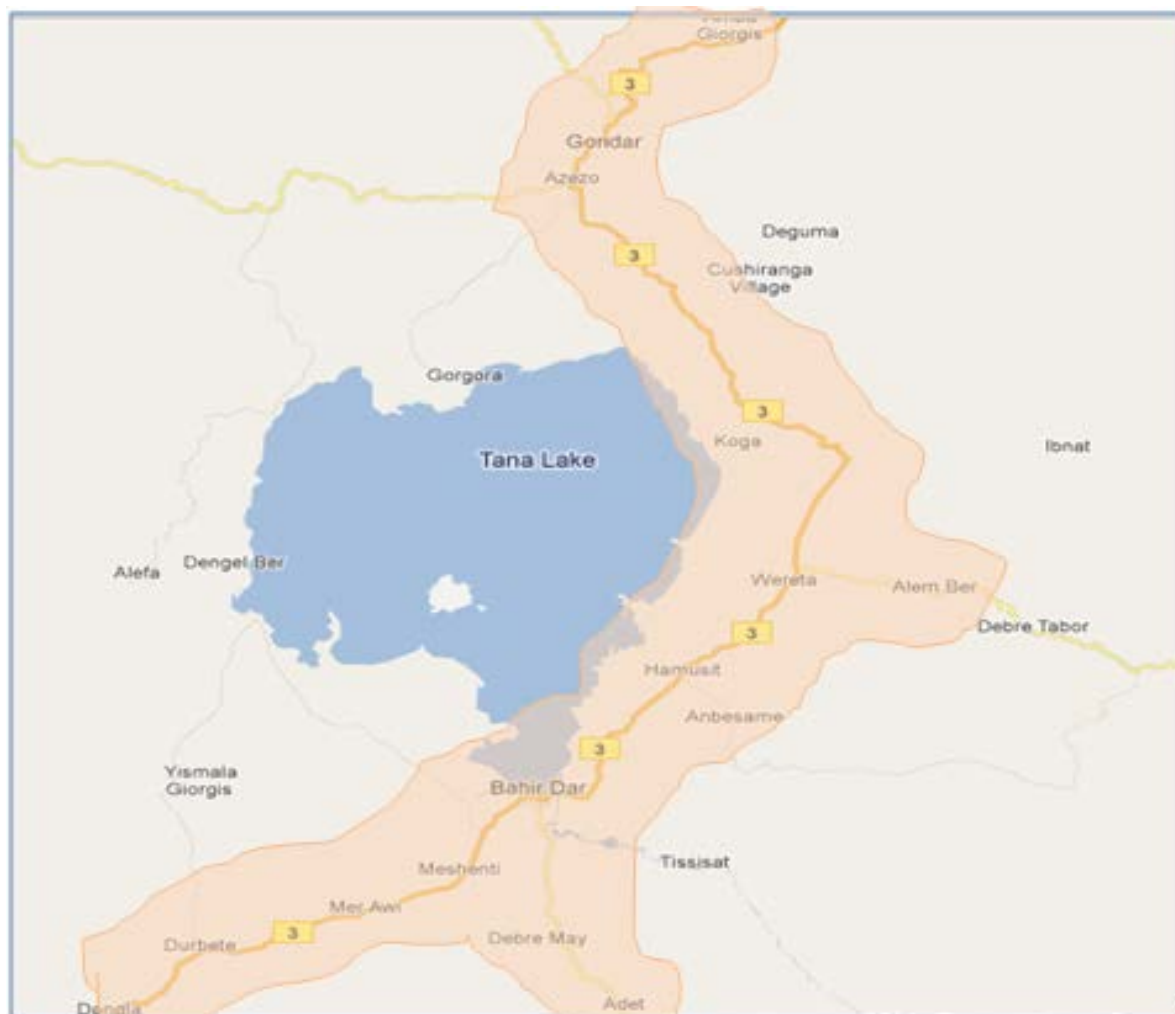 Giorgis
3
Gondar
Azezo
Deguma
3
Cushiranga
Village
Gorgora
3
Koga
Ibnat
Tana Lake
Dengel Ber
Alefa
Wereta
Alem Ber
Debre Tabor
3
Hamusit
Anbesame
3
Yismala
Giorgis
Bahir Dar
Tissisat
Meshenti
Mer Awi
3
Durbete
Debre May
Adet
Dangla